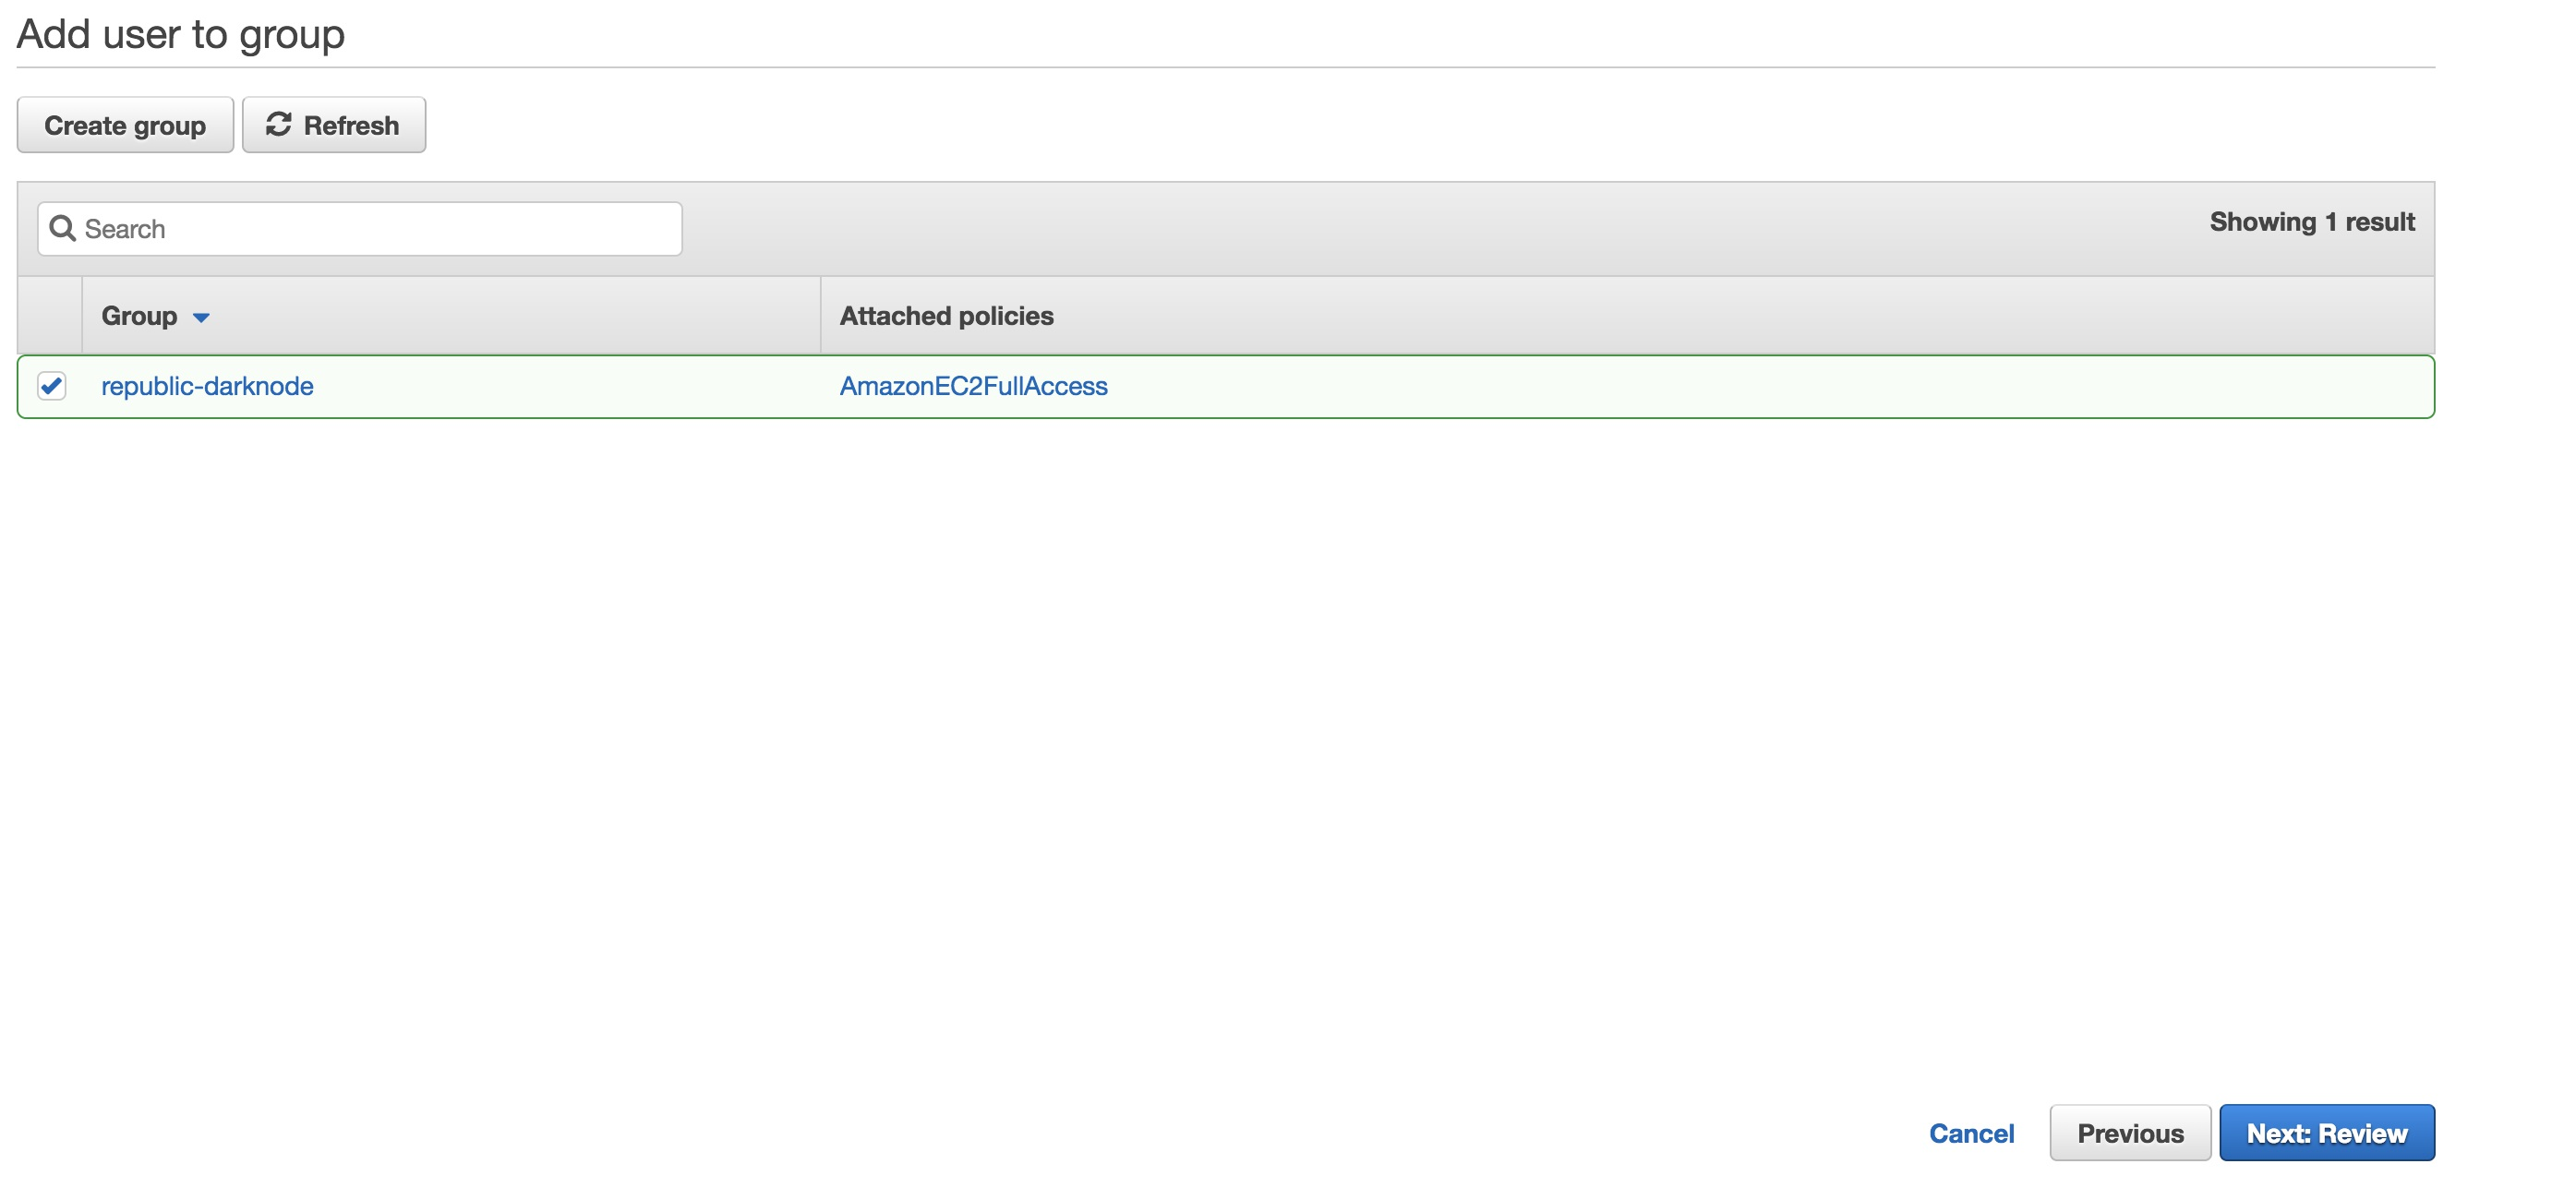 Add user to group
Create group Refresh
Search Showing 1 result
Group Attached policies
republic-darknode AmazonEC2FullAccess
Cancel Previous Next: Review